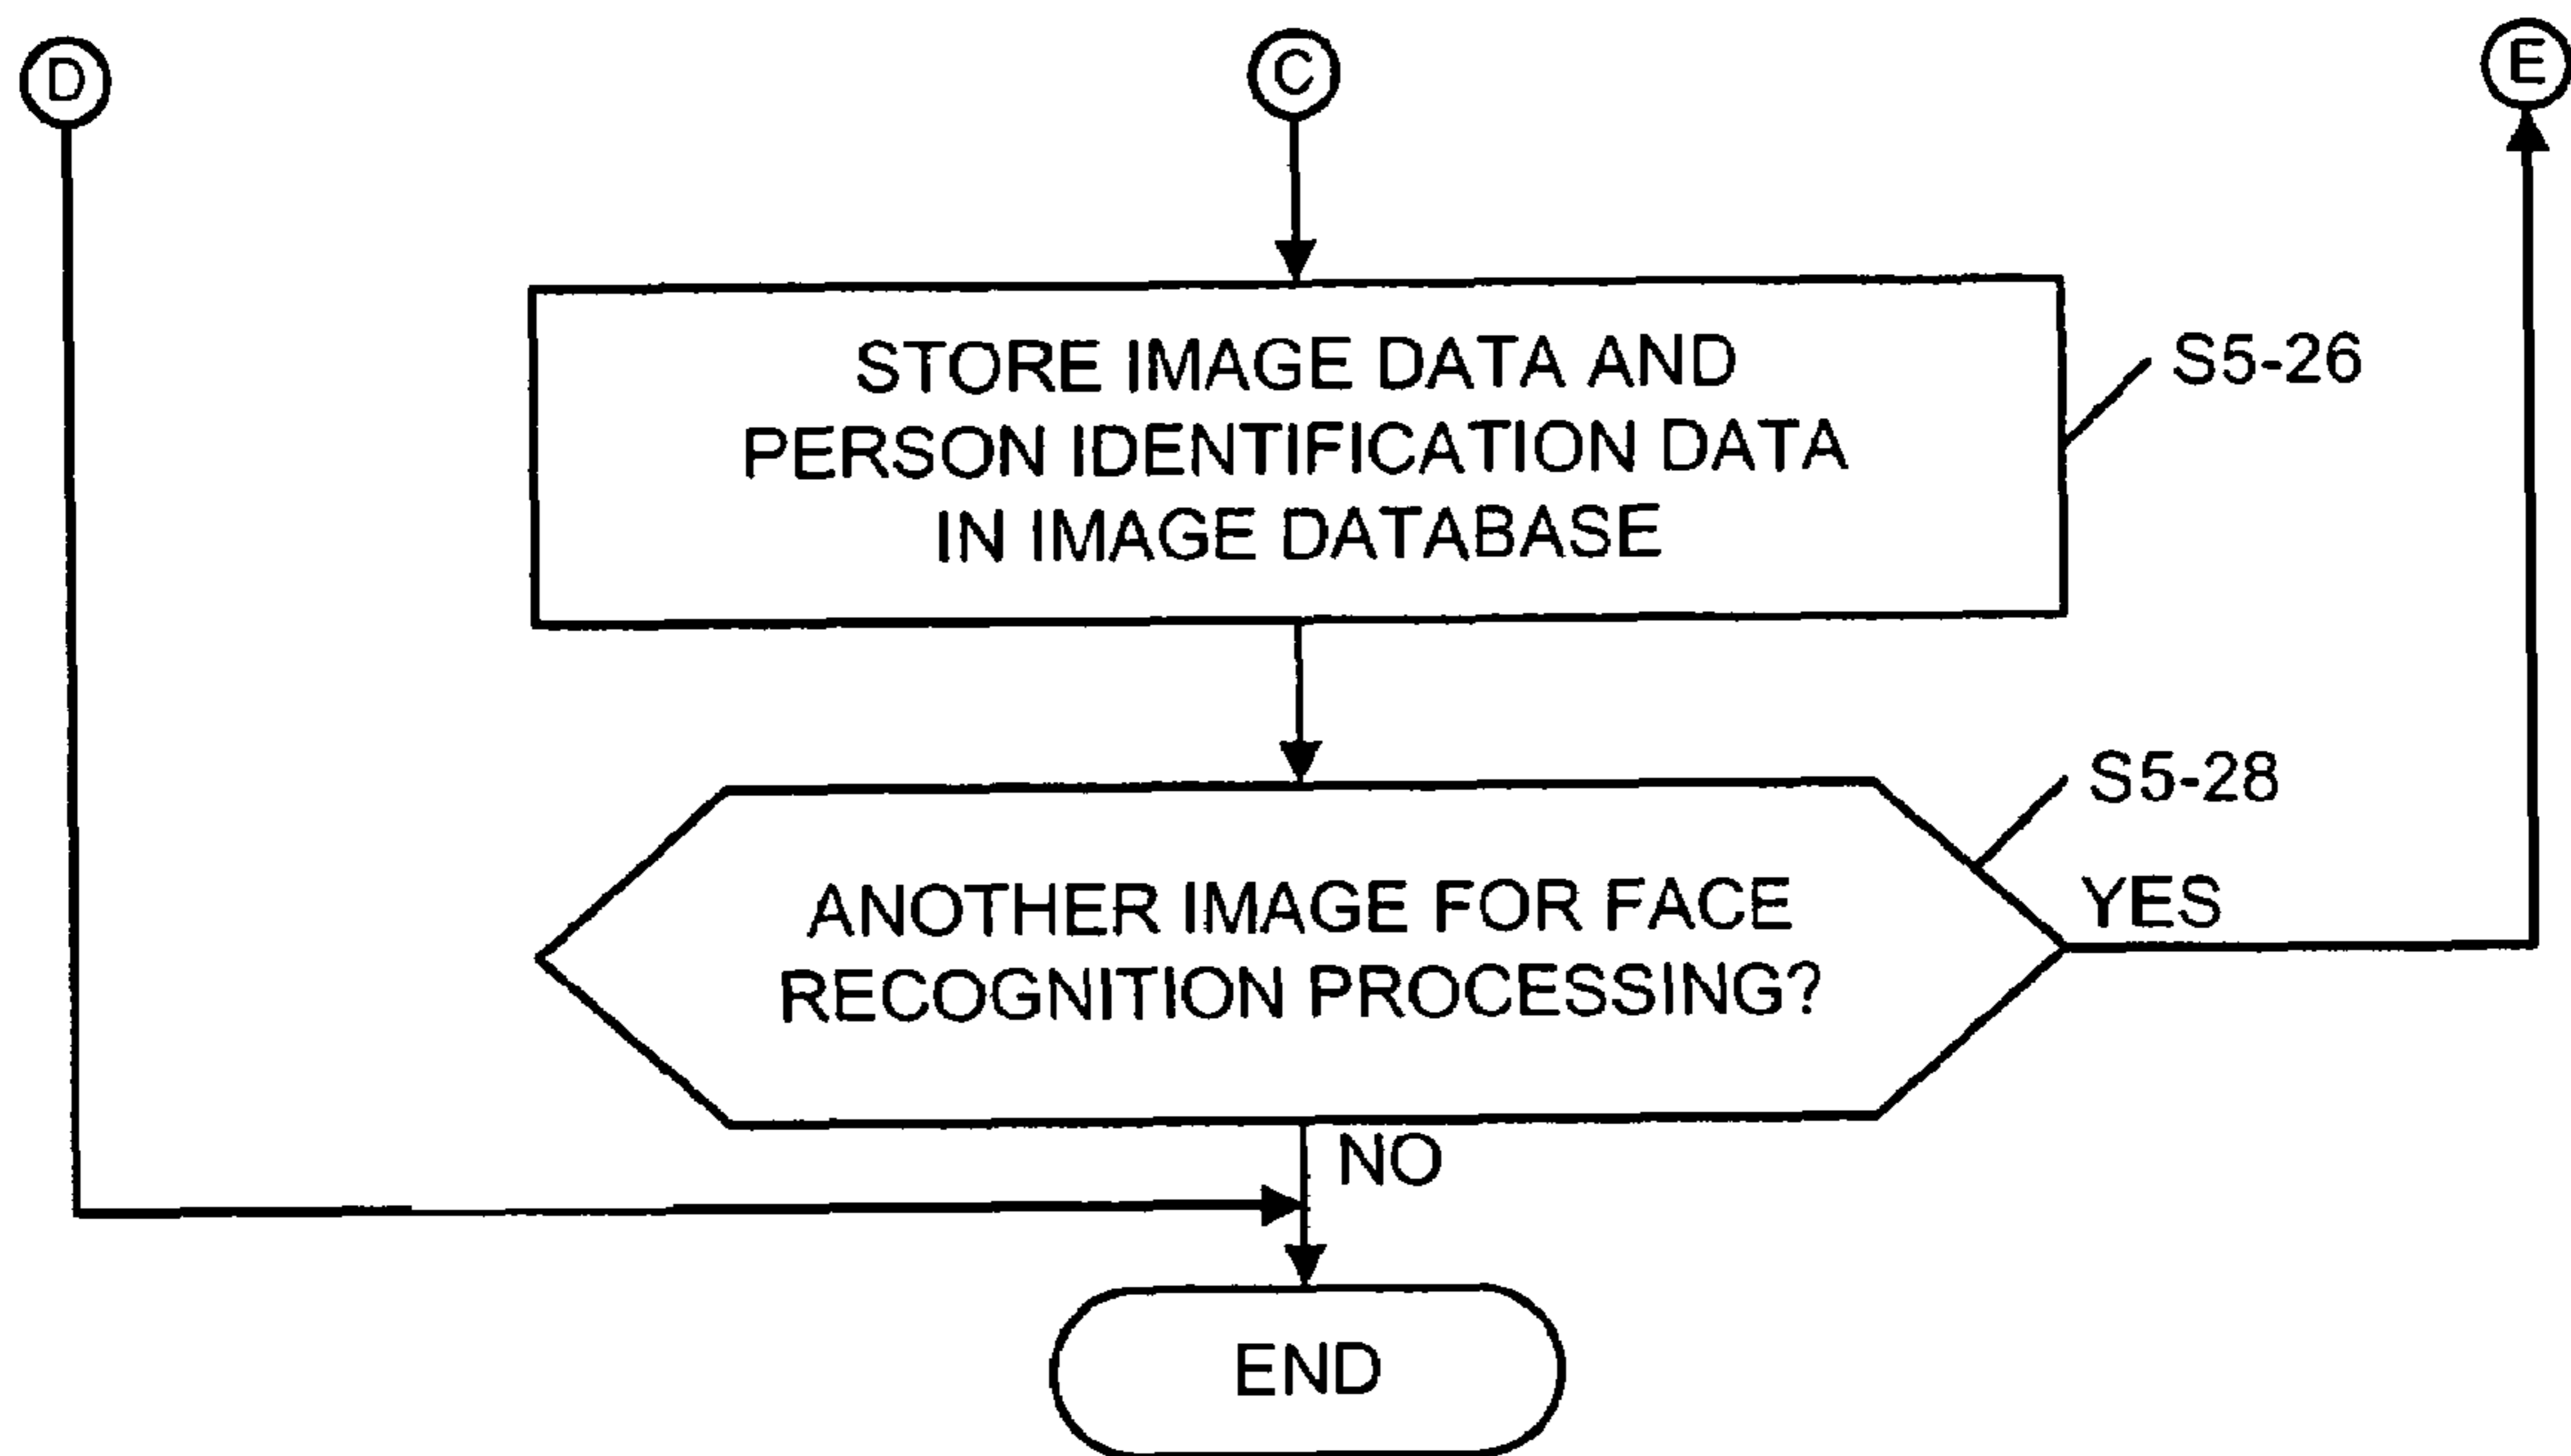 D
C
E
STORE IMAGE DATA AND
PERSON IDENTIFICATION DATA
IN IMAGE DATABASE
S5-26
S5-28
ANOTHER IMAGE FOR FACE
RECOGNITION PROCESSING?
YES
NO
END